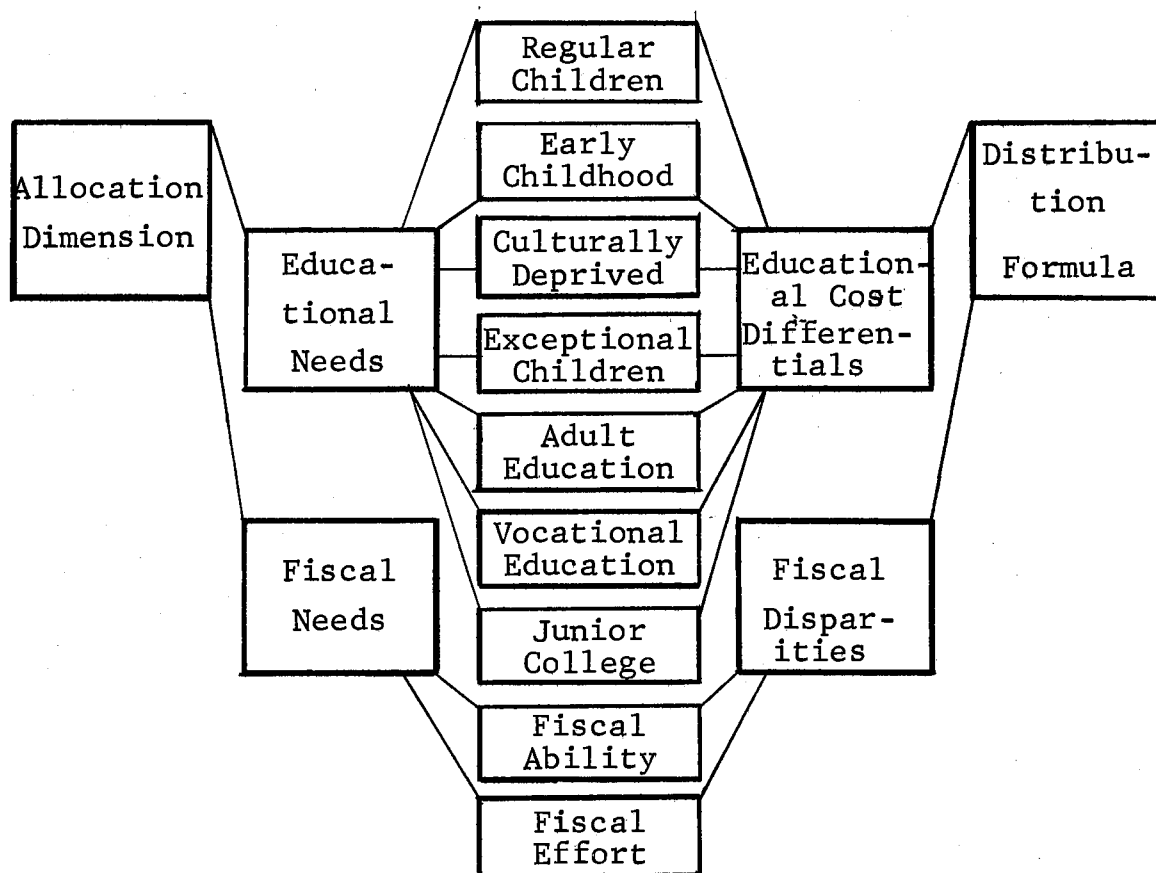 Allocation
Dimension
Educa-
tional
Needs
Fiscal
Needs
Regular
Children
Early
Childhood
Culturally
Deprived
Exceptional
Children
Adult
Education
Vocational
Education
Junior
College
Fiscal
Ability
Fiscal
Effort
Education-
al Cost
Differen-
tials
Fiscal
Dispar-
ities
Distribu-
tion
Formula